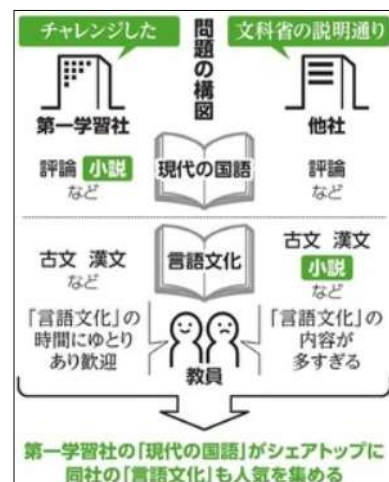 問題の構図
チャレンジした
文科省の説明通り
第一学習社
他社
評論 小説
など
現代の国語
評論
など
古文 漢文
など
言語文化
古文 漢文
小説
など
「言語文化」の
時間にゆとり
あり歓迎
教員
「言語文化」の
内容が
多すぎる
第一学習社の「現代の国語」がシェアトップに
同社の「言語文化」も人気を集める